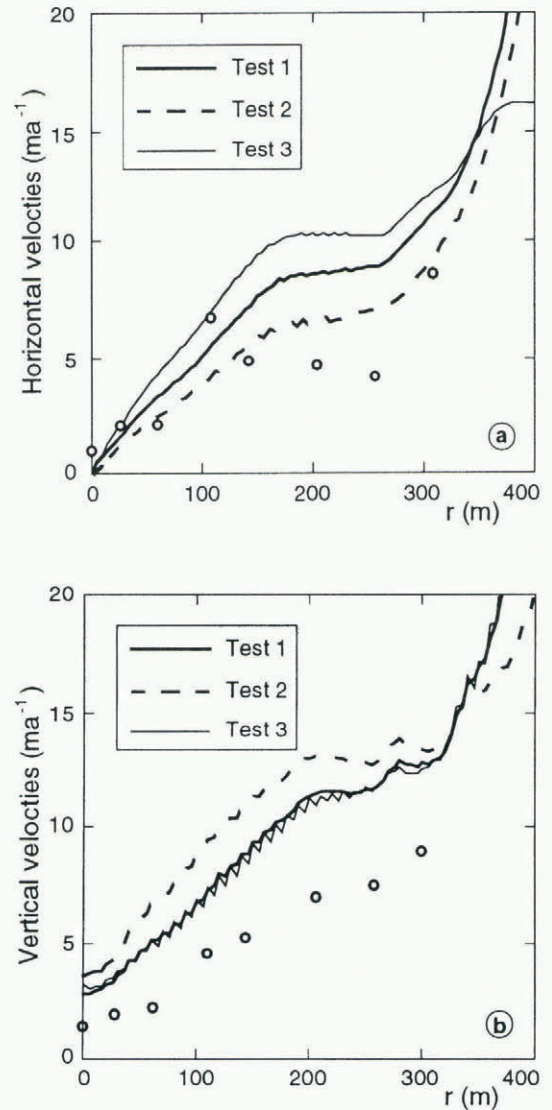 20
Test 1
Test 2
Test 3
15
10
5
0
Horizontal velocties (ma⁻¹)
a
0 100 200 300 400
r (m)
20
Test 1
Test 2
Test 3
15
10
5
0
Vertical velocties (ma⁻¹)
b
0 100 200 300 400
r (m)